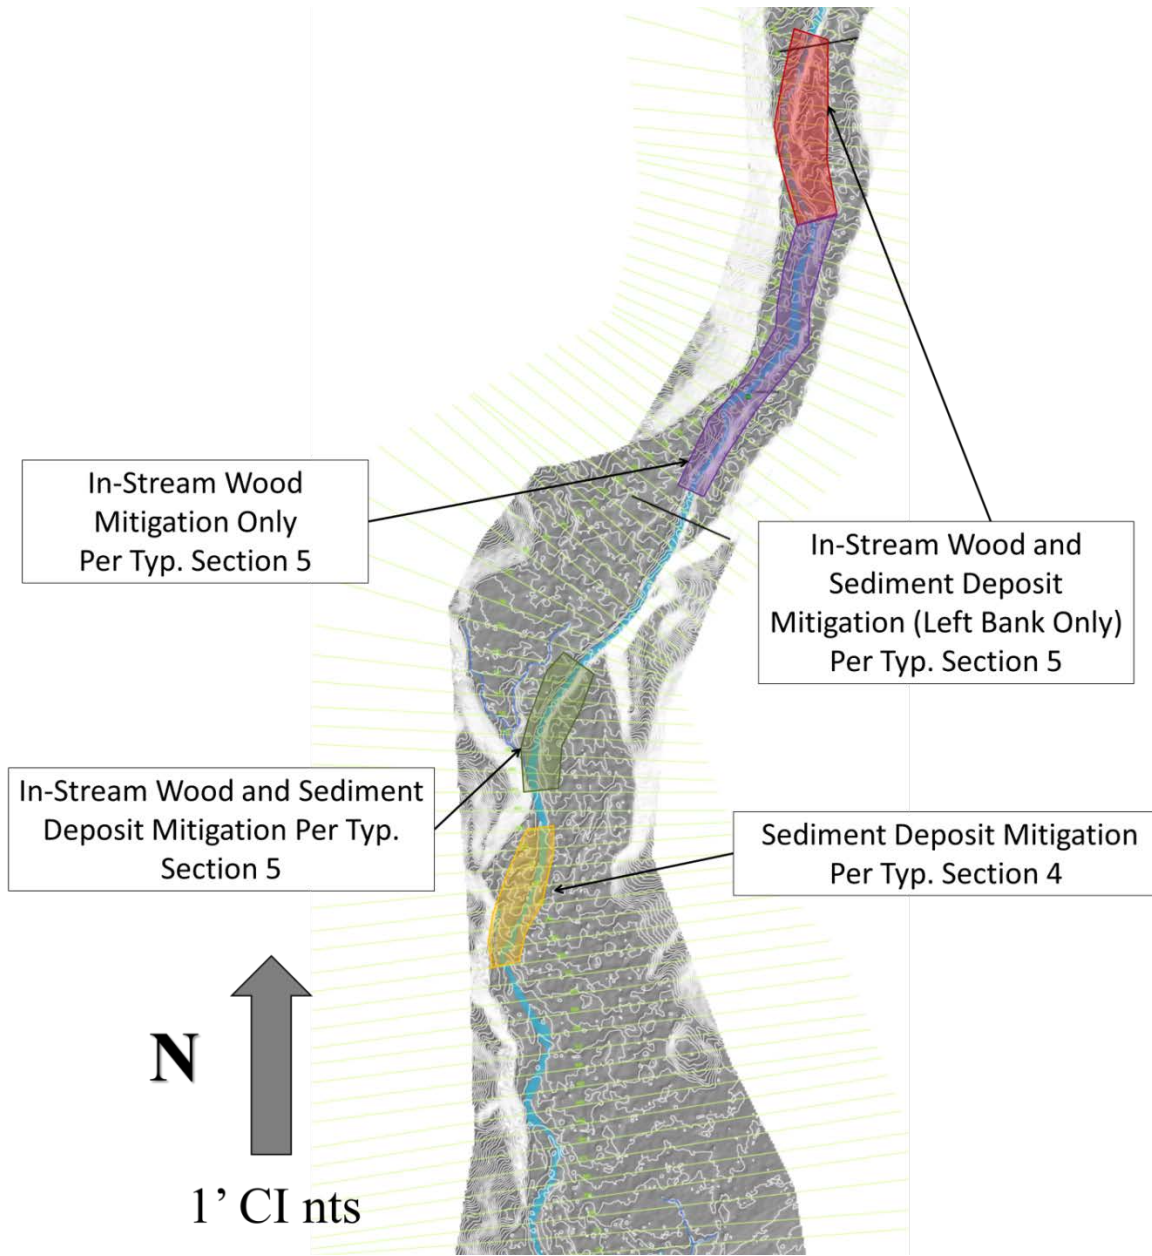 In-Stream Wood
Mitigation Only
Per Typ. Section 5
In-Stream Wood and
Sediment Deposit
Mitigation (Left Bank Only)
Per Typ. Section 5
In-Stream Wood and Sediment
Deposit Mitigation Per Typ.
Section 5
Sediment Deposit Mitigation
Per Typ. Section 4
N
1’ CI nts